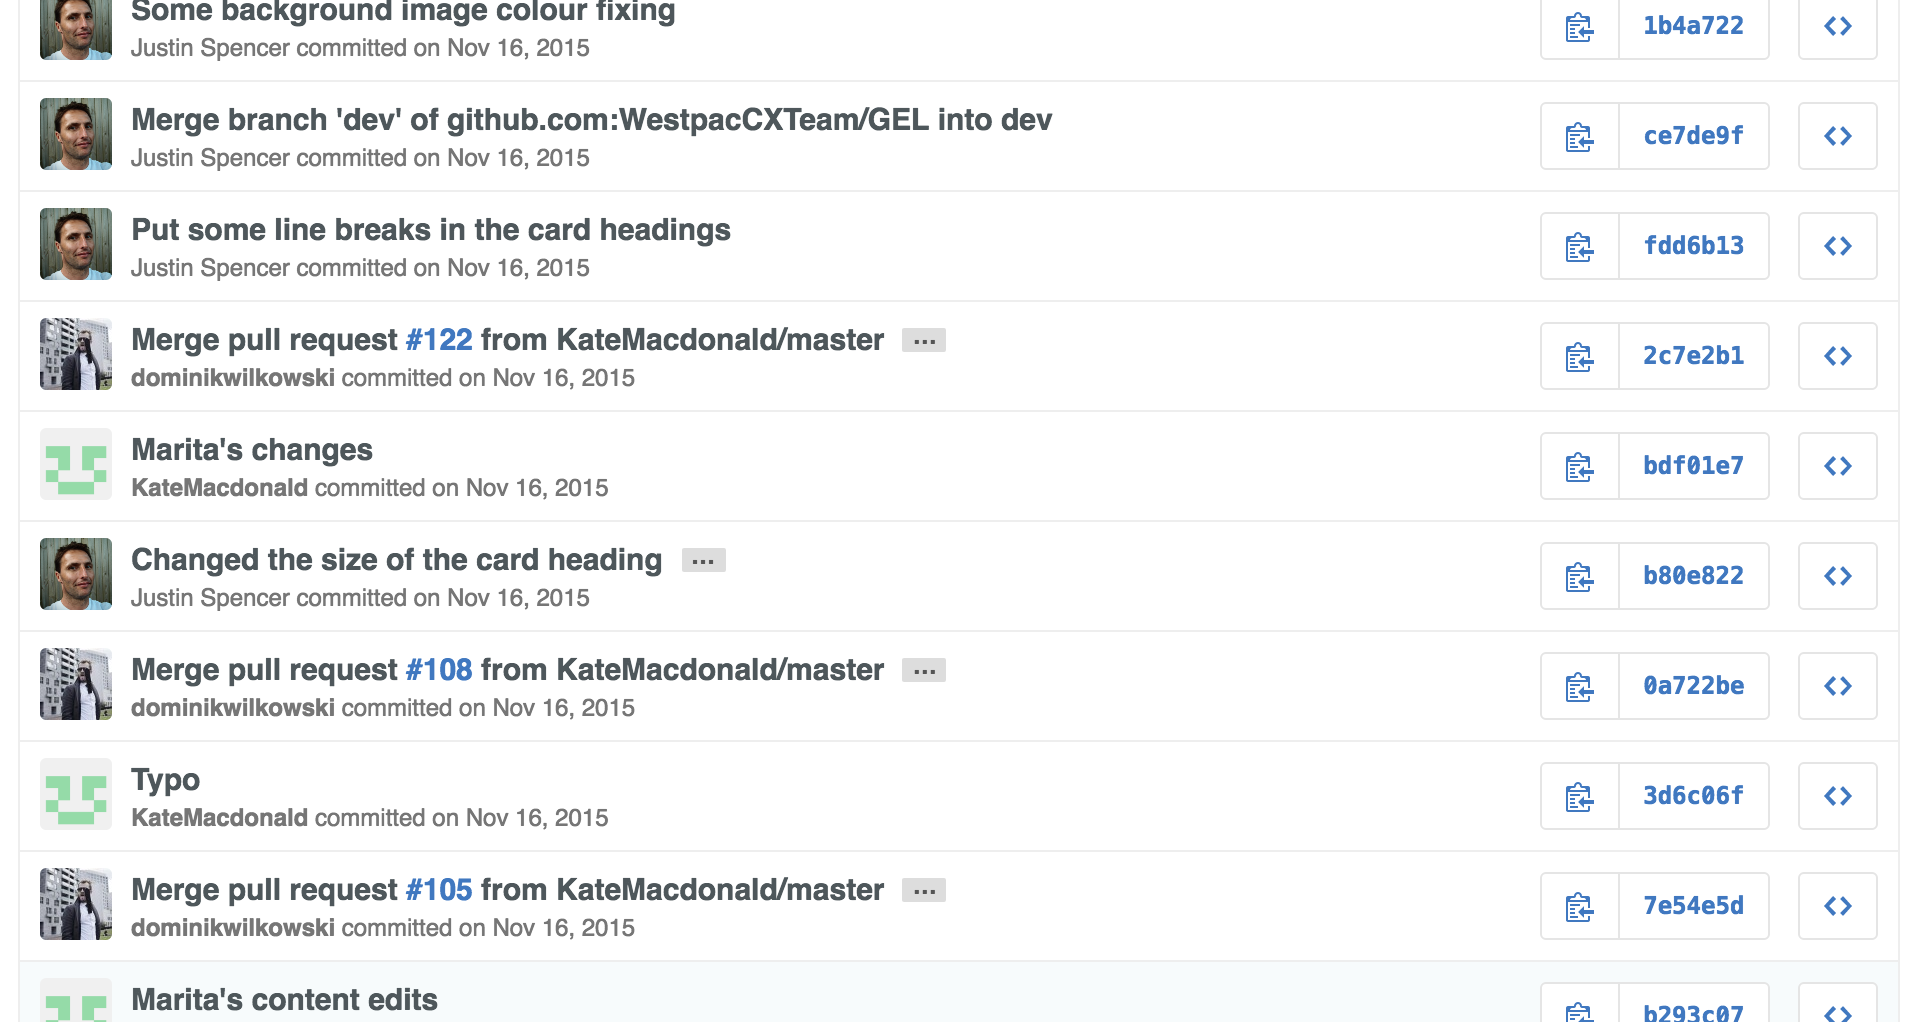 Some background image colour fixing
Justin Spencer committed on Nov 16, 2015
1b4a722
Merge branch 'dev' of github.com:WestpacCXTeam/GEL into dev
Justin Spencer committed on Nov 16, 2015
ce7de9f
Put some line breaks in the card headings
Justin Spencer committed on Nov 16, 2015
fdd6b13
Merge pull request #122 from KateMacdonald/master ...
dominikwilkowski committed on Nov 16, 2015
2c7e2b1
Marita's changes
KateMacdonald committed on Nov 16, 2015
bdf01e7
Changed the size of the card heading ...
Justin Spencer committed on Nov 16, 2015
b80e822
Merge pull request #108 from KateMacdonald/master ...
dominikwilkowski committed on Nov 16, 2015
0a722be
Typo
KateMacdonald committed on Nov 16, 2015
3d6c06f
Merge pull request #105 from KateMacdonald/master ...
dominikwilkowski committed on Nov 16, 2015
7e54e5d
Marita's content edits
b293c07